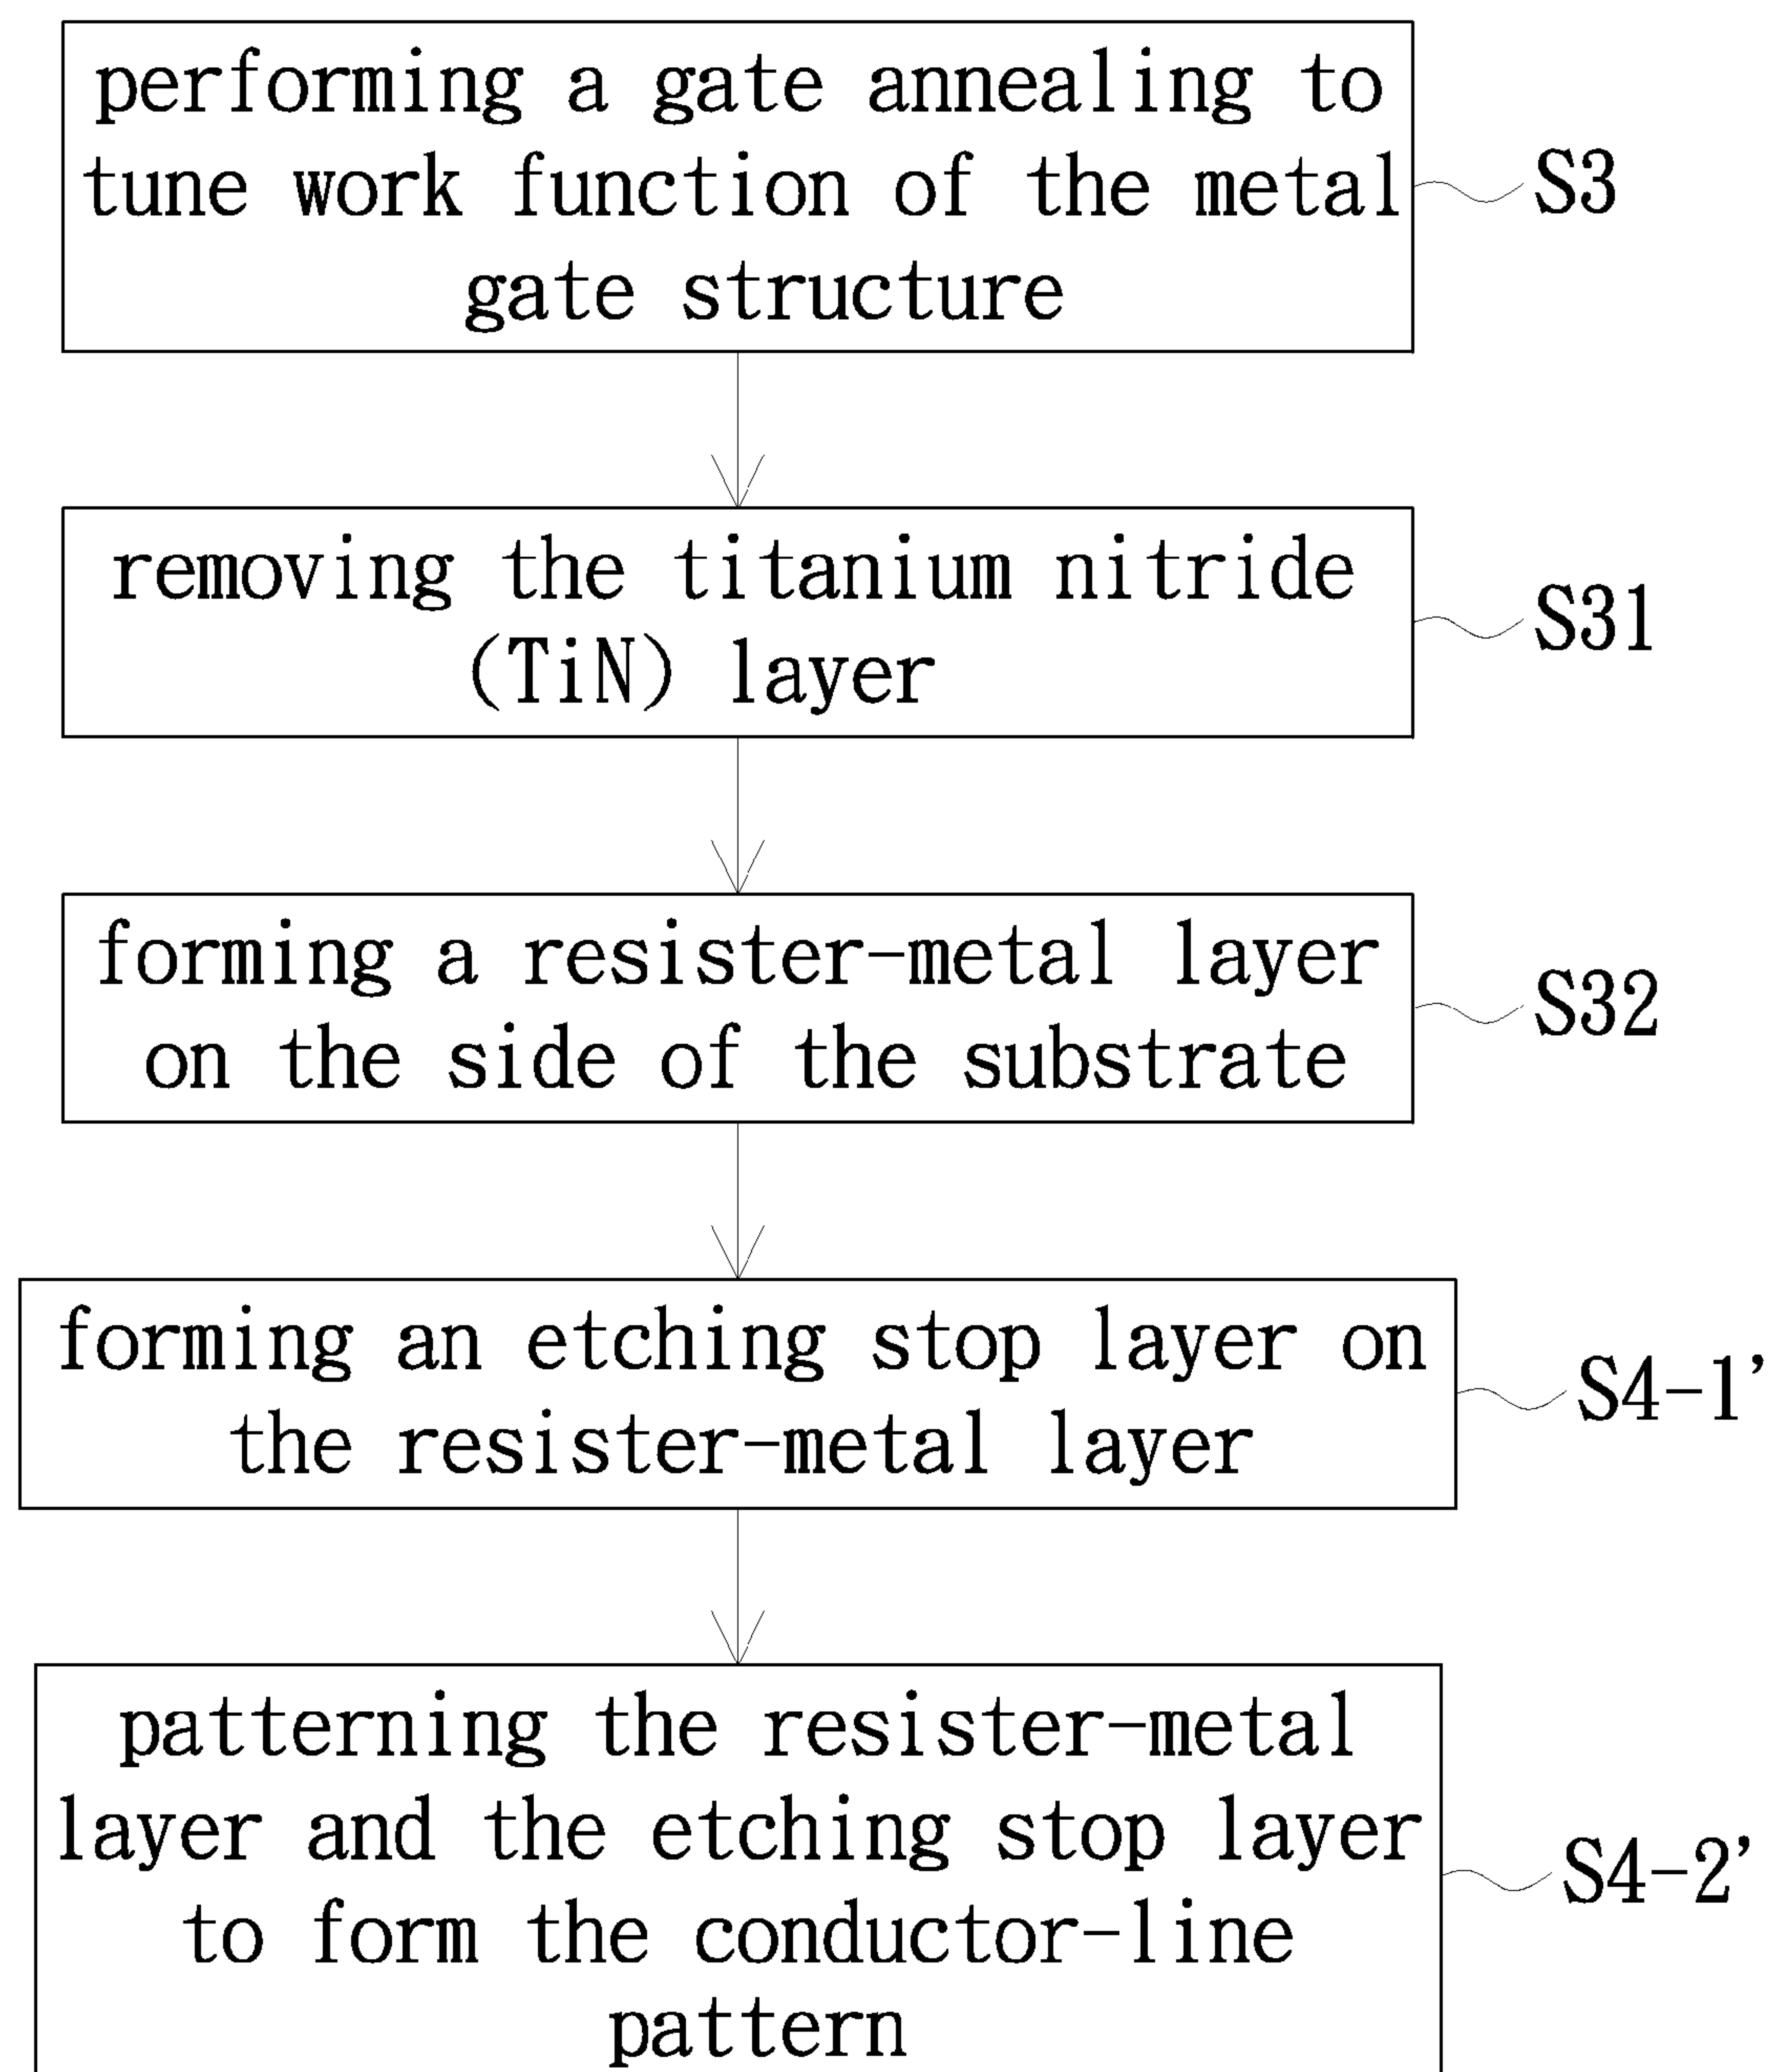 performing a gate annealing to
tune work function of the metal
gate structure
S3
removing the titanium nitride
(TiN) layer
S31
forming a resister-metal layer
on the side of the substrate
S32
forming an etching stop layer on
the resister-metal layer
S4-1’
patterning the resister-metal
layer and the etching stop layer
to form the conductor-line
pattern
S4-2’